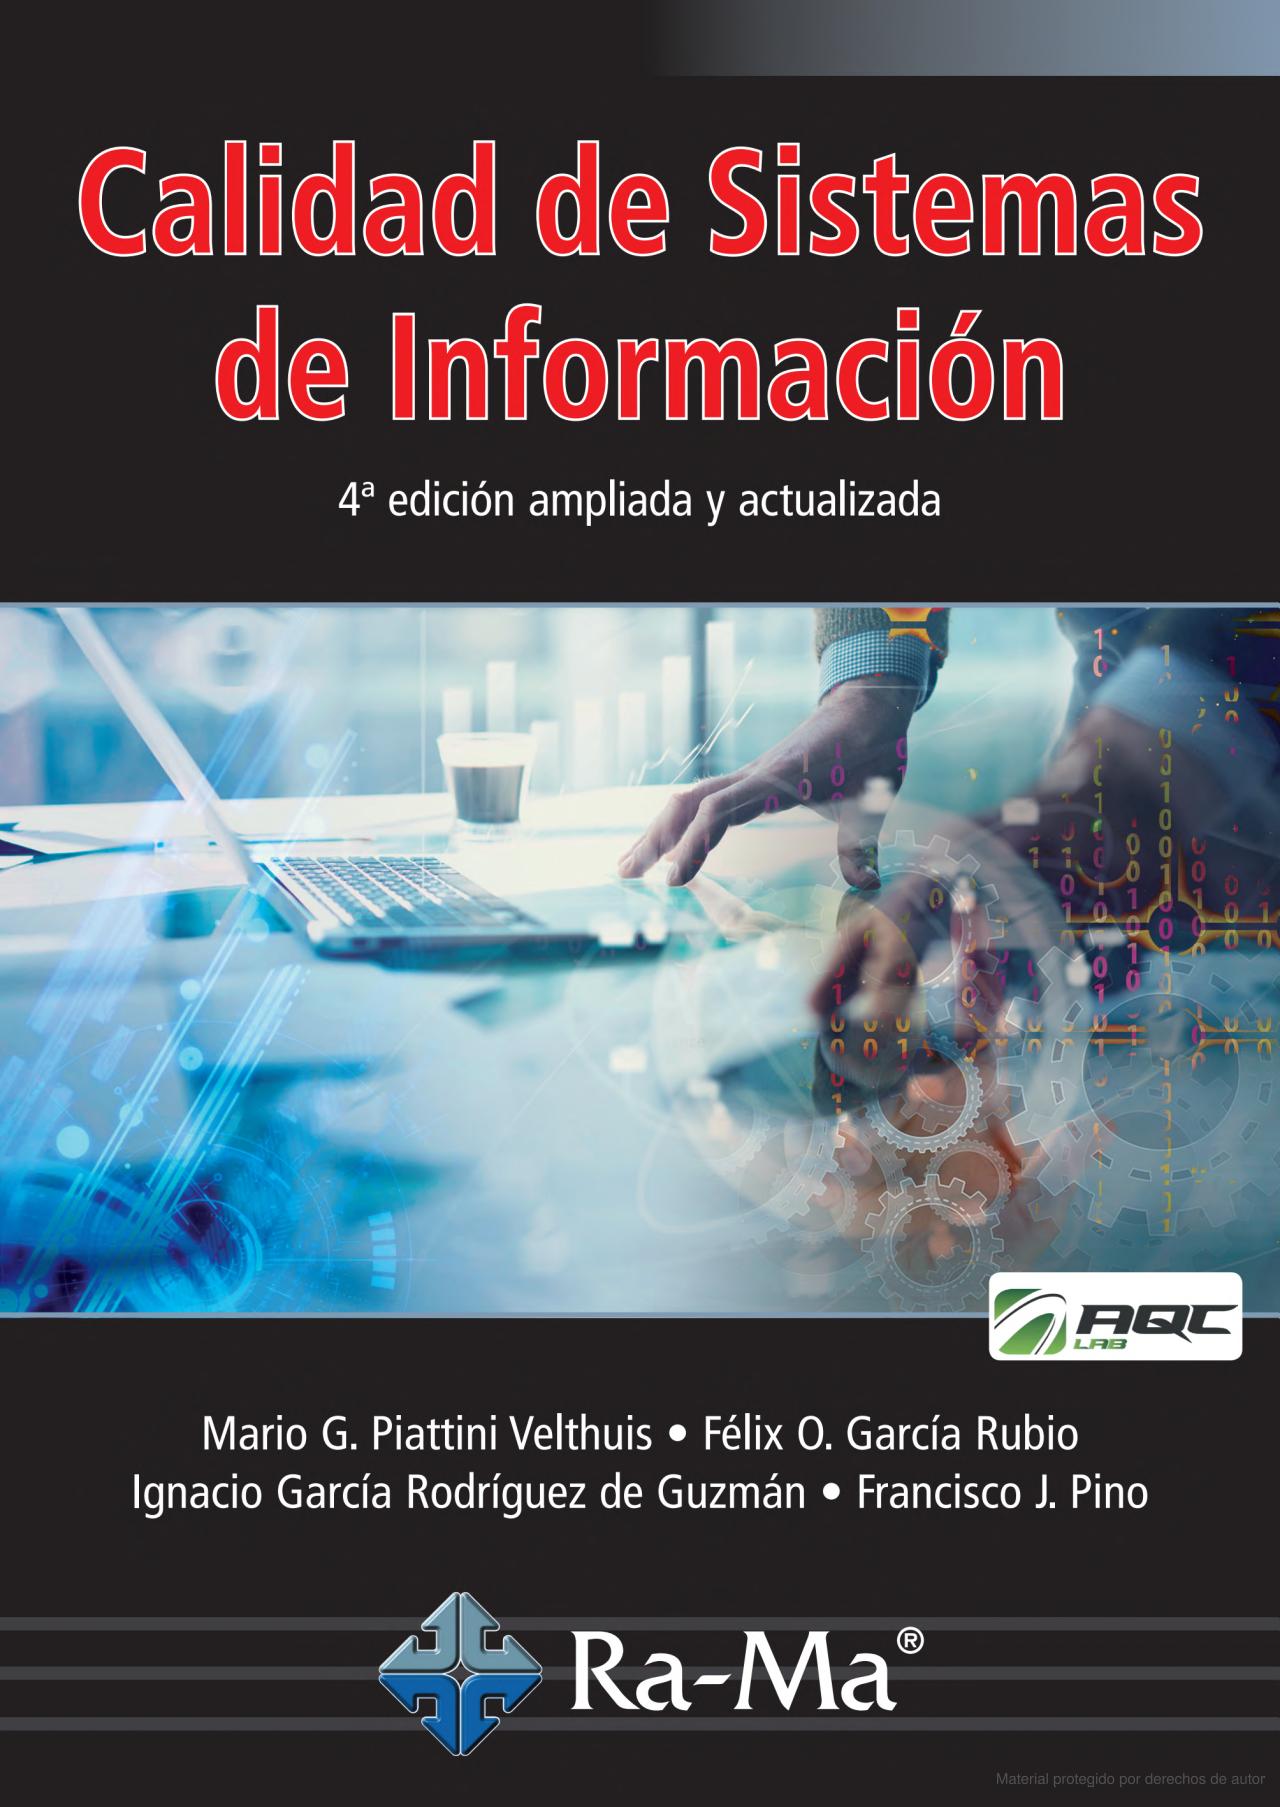 Calidad de Sistemas
de Información
4ª edición ampliada y actualizada
AQC
LAB
Mario G. Piattini Velthuis • Félix O. García Rubio
Ignacio García Rodríguez de Guzmán • Francisco J. Pino
Ra-Ma®
Material protegido por derechos de autor